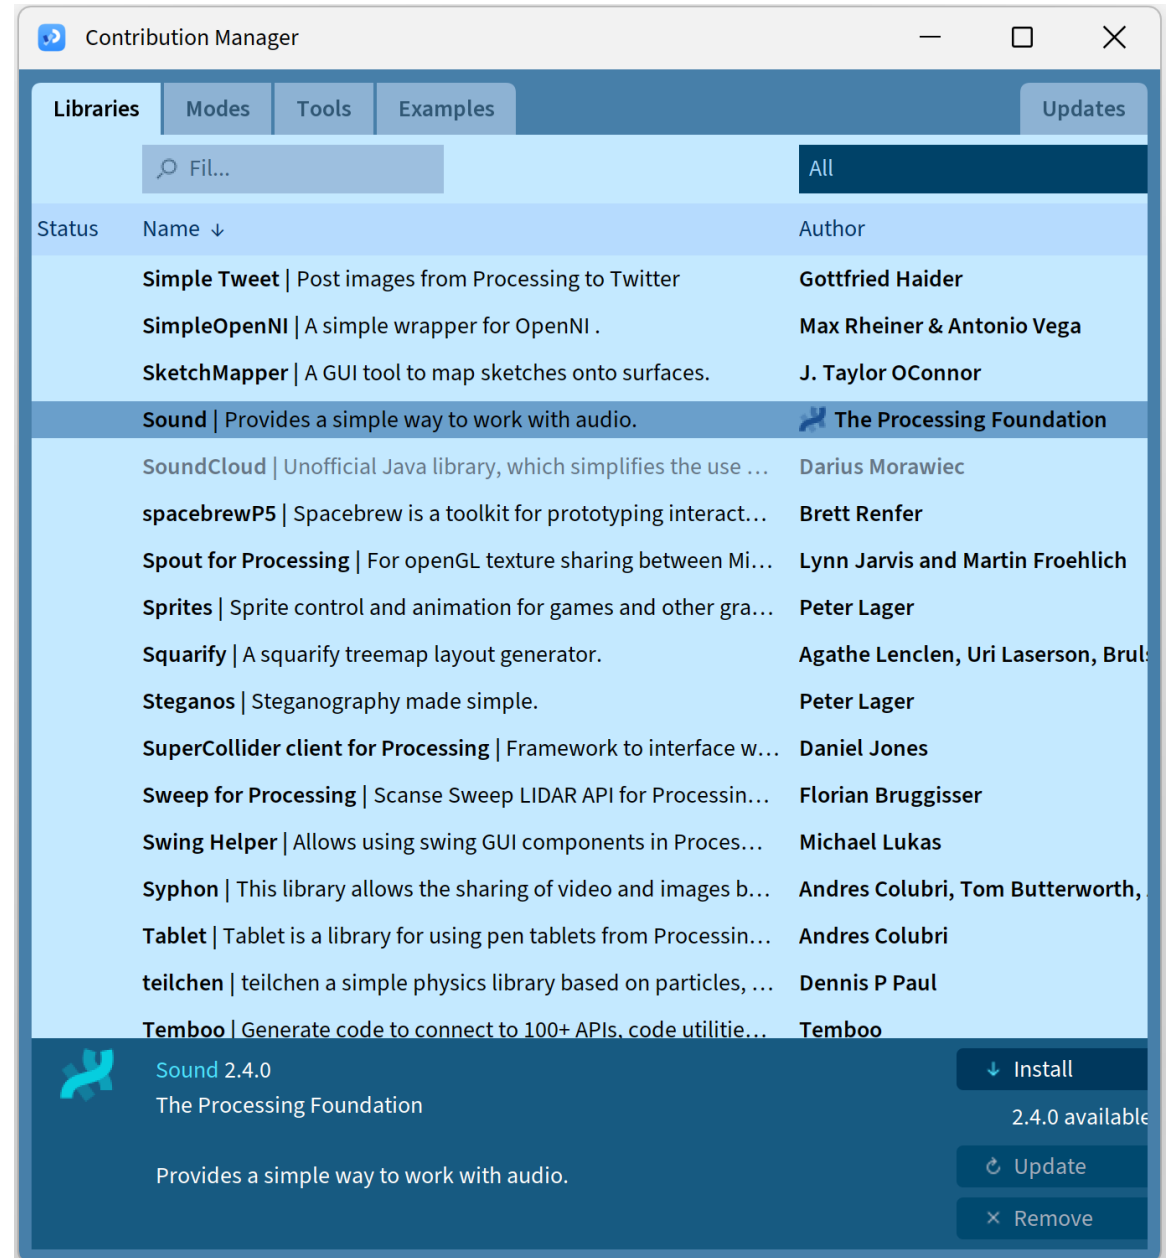 Contribution Manager
Libraries Modes Tools Examples Updates
Fil... All
Status Name ↓ Author
Simple Tweet | Post images from Processing to Twitter Gottfried Haider
SimpleOpenNI | A simple wrapper for OpenNI . Max Rheiner & Antonio Vega
SketchMapper | A GUI tool to map sketches onto surfaces. J. Taylor OConnor
Sound | Provides a simple way to work with audio. The Processing Foundation
SoundCloud | Unofficial Java library, which simplifies the use ... Darius Morawiec
spacebrewP5 | Spacebrew is a toolkit for prototyping interact... Brett Renfer
Spout for Processing | For openGL texture sharing between Mi... Lynn Jarvis and Martin Froehlich
Sprites | Sprite control and animation for games and other gra... Peter Lager
Squarify | A squarify treemap layout generator. Agathe Lenclen, Uri Laserson, Bruls
Steganos | Steganography made simple. Peter Lager
SuperCollider client for Processing | Framework to interface w... Daniel Jones
Sweep for Processing | Scanse Sweep LIDAR API for Processin... Florian Bruggisser
Swing Helper | Allows using swing GUI components in Proces... Michael Lukas
Syphon | This library allows the sharing of video and images b... Andres Colubri, Tom Butterworth,
Tablet | Tablet is a library for using pen tablets from Processin... Andres Colubri
teilchen | teilchen a simple physics library based on particles, ... Dennis P Paul
Temboo | Generate code to connect to 100+ APIs, code utilitie... Temboo
Sound 2.4.0 ↓ Install
The Processing Foundation
2.4.0 available
Provides a simple way to work with audio. Update
Remove